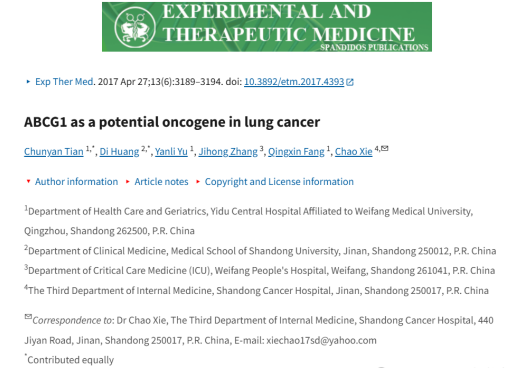 EXPERIMENTAL AND
THERAPEUTIC MEDICINE
SPANDIDOS PUBLICATIONS
▸ Exp Ther Med. 2017 Apr 27;13(6):3189–3194. doi: 10.3892/etm.2017.4393
ABCG1 as a potential oncogene in lung cancer
Chunyan Tian 1,*, Di Huang 2,*, Yanli Yu 1, Jihong Zhang 3, Qingxin Fang 1, Chao Xie 4,✉
▾ Author information ▸ Article notes ▸ Copyright and License information
1Department of Health Care and Geriatrics, Yidu Central Hospital Affiliated to Weifang Medical University,
Qingzhou, Shandong 262500, P.R. China
2Department of Clinical Medicine, Medical School of Shandong University, Jinan, Shandong 250012, P.R. China
3Department of Critical Care Medicine (ICU), Weifang People's Hospital, Weifang, Shandong 261041, P.R. China
4The Third Department of Internal Medicine, Shandong Cancer Hospital, Jinan, Shandong 250017, P.R. China
✉Correspondence to: Dr Chao Xie, The Third Department of Internal Medicine, Shandong Cancer Hospital, 440
Jiyan Road, Jinan, Shandong 250017, P.R. China, E-mail: xiechao17sd@yahoo.com
*Contributed equally